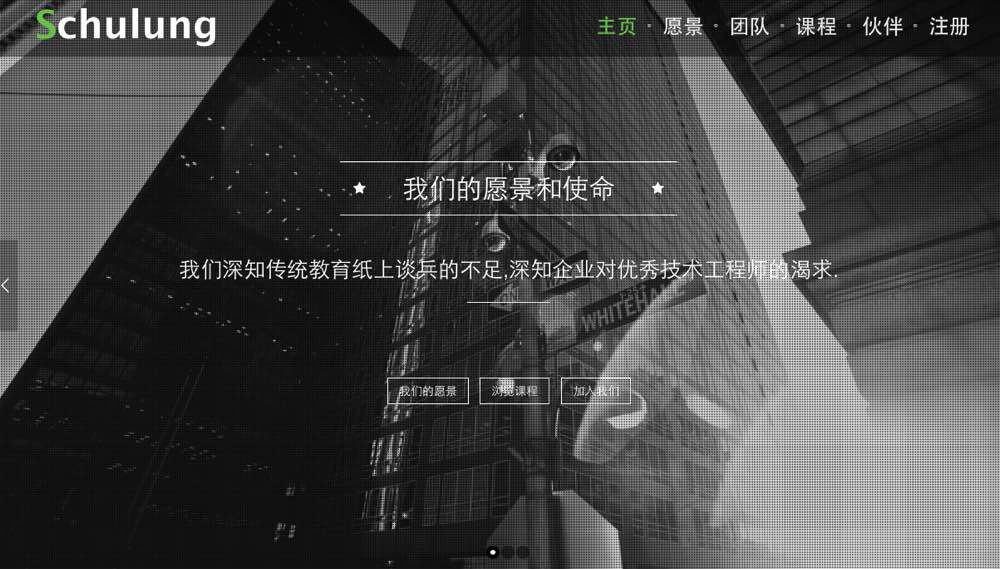 Schulung
主页 · 愿景 · 团队 · 课程 · 伙伴 · 注册
我们的愿景和使命
我们深知传统教育纸上谈兵的不足,深知企业对优秀技术工程师的渴求.
WHITEHALL
我们的愿景 浏览课程 加入我们